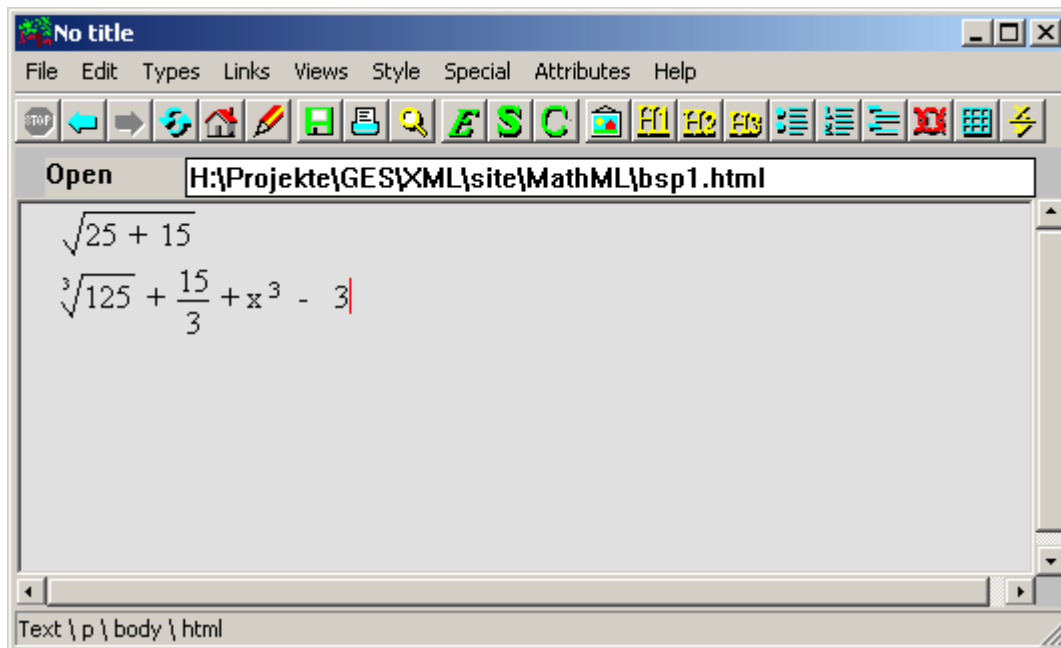 No title
File Edit Types Links Views Style Special Attributes Help
STOP E S C H1 H2 H3
Open H:\Projekte\GES\XML\site\MathML\bsp1.html
√25 + 15
∛125 + 15/3 + x³ - 3
Text \ p \ body \ html